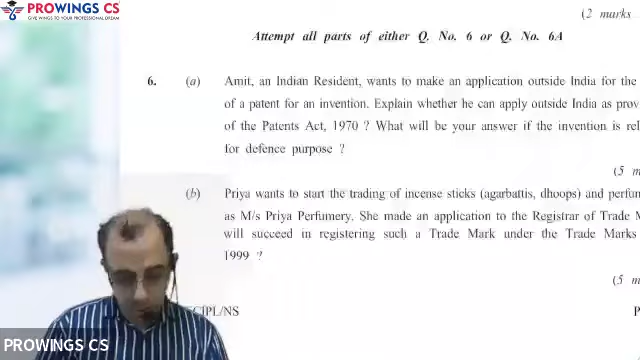 PROWINGS CS
GIVE WINGS TO YOUR PROFESSIONAL DREAM
(2 marks
Attempt all parts of either Q. No. 6 or Q. No. 6A
6. (a) Amit, an Indian Resident, wants to make an application outside India for the
of a patent for an invention. Explain whether he can apply outside India as prov
of the Patents Act, 1970 ? What will be your answer if the invention is rel
for defence purpose ?
(5 m
(b) Priya wants to start the trading of incense sticks (agarbattis, dhoops) and perfum
as M/s Priya Perfumery. She made an application to the Registrar of Trade M
will succeed in registering such a Trade Mark under the Trade Marks
1999 ?
(5 m
CIPL/NS P
PROWINGS CS